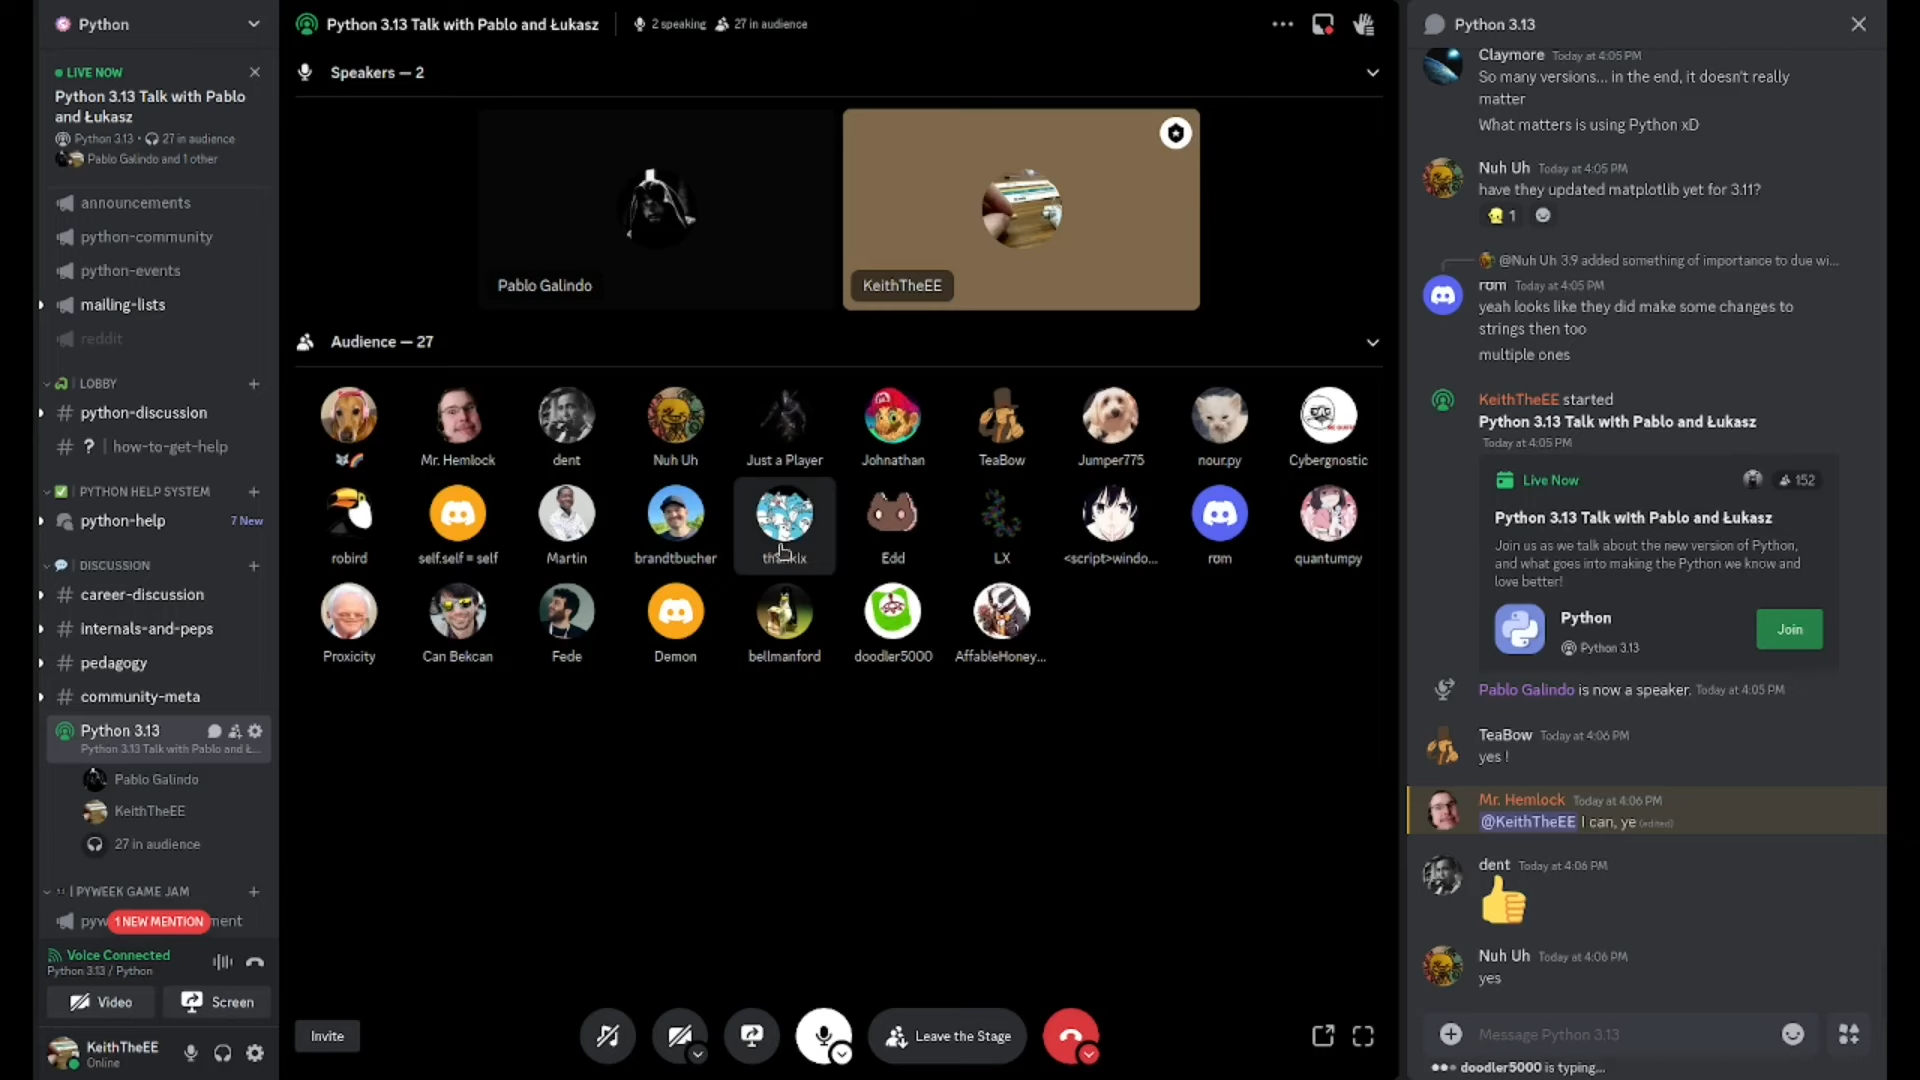 Python
LIVE NOW
Python 3.13 Talk with Pablo
and Łukasz
Python 3.13 • 27 in audience
Pablo Galindo and 1 other
announcements
python-community
python-events
mailing-lists
reddit
LOBBY
python-discussion
? | how-to-get-help
PYTHON HELP SYSTEM
python-help
7 New
DISCUSSION
career-discussion
internals-and-peps
pedagogy
community-meta
Python 3.13
Python 3.13 Talk with Pablo and Ł...
Pablo Galindo
KeithTheEE
27 in audience
PYWEEK GAME JAM
1 NEW MENTION
Voice Connected
Python 3.13 / Python
Video
Screen
KeithTheEE
Online
Python 3.13 Talk with Pablo and Łukasz
2 speaking
27 in audience
Speakers — 2
Pablo Galindo
KeithTheEE
Audience — 27
Mr. Hemlock
dent
Nuh Uh
Just a Player
Johnathan
TeaBow
Jumper775
nour.py
Cybergnostic
robird
self.self = self
Martin
brandtbucher
Edd
LX
<script>windo...
rom
quantumpy
Proxicity
Can Bekcan
Fede
Demon
bellmanford
doodler5000
AffableHoney...
Invite
Leave the Stage
Python 3.13
Claymore Today at 4:05 PM
So many versions... in the end, it doesn't really
matter
What matters is using Python xD
Nuh Uh Today at 4:05 PM
have they updated matplotlib yet for 3.11?
1
@Nuh Uh 3.9 added something of importance to due wi...
rom Today at 4:05 PM
yeah looks like they did make some changes to
strings then too
multiple ones
KeithTheEE started
Python 3.13 Talk with Pablo and Łukasz
Today at 4:05 PM
Live Now
152
Python 3.13 Talk with Pablo and Łukasz
Join us as we talk about the new version of Python,
and what goes into making the Python we know and
love better!
Python
Python 3.13
Join
Pablo Galindo is now a speaker. Today at 4:05 PM
TeaBow Today at 4:06 PM
yes !
Mr. Hemlock Today at 4:06 PM
@KeithTheEE I can, ye (edited)
dent Today at 4:06 PM
Nuh Uh Today at 4:06 PM
yes
Message Python 3.13
doodler5000 is typing...